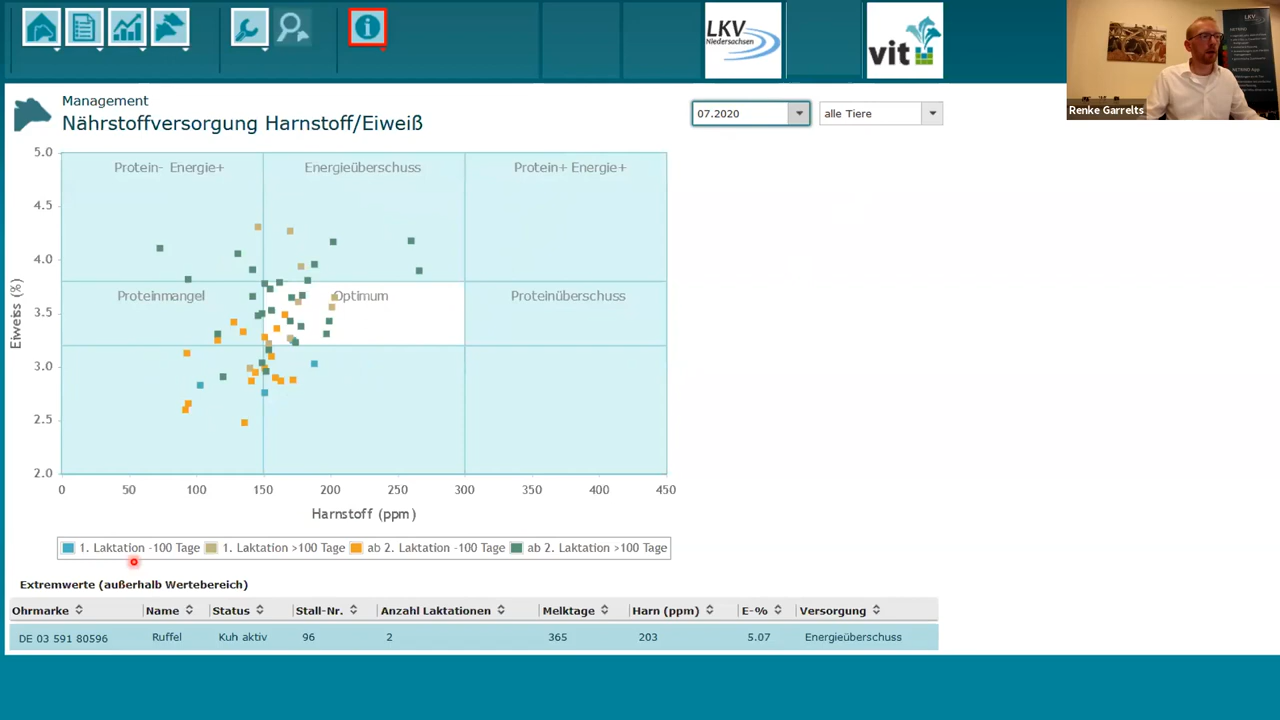 LKV
Niedersachsen
vit
LKV
Renke Garrelts
Management
Nährstoffversorgung Harnstoff/Eiweiß
07.2020
alle Tiere
5.0
Protein- Energie+
Energieüberschuss
Protein+ Energie+
4.5
4.0
Proteinmangel
Optimum
Proteinüberschuss
3.5
Eiweiss (%)
3.0
2.5
2.0
0 50 100 150 200 250 300 350 400 450
Harnstoff (ppm)
1. Laktation -100 Tage 1. Laktation >100 Tage ab 2. Laktation -100 Tage ab 2. Laktation >100 Tage
Extremwerte (außerhalb Wertebereich)
Ohrmarke Name Status Stall-Nr. Anzahl Laktationen Melktage Harn (ppm) E-% Versorgung
DE 03 591 80596 Ruffel Kuh aktiv 96 2 365 203 5.07 Energieüberschuss